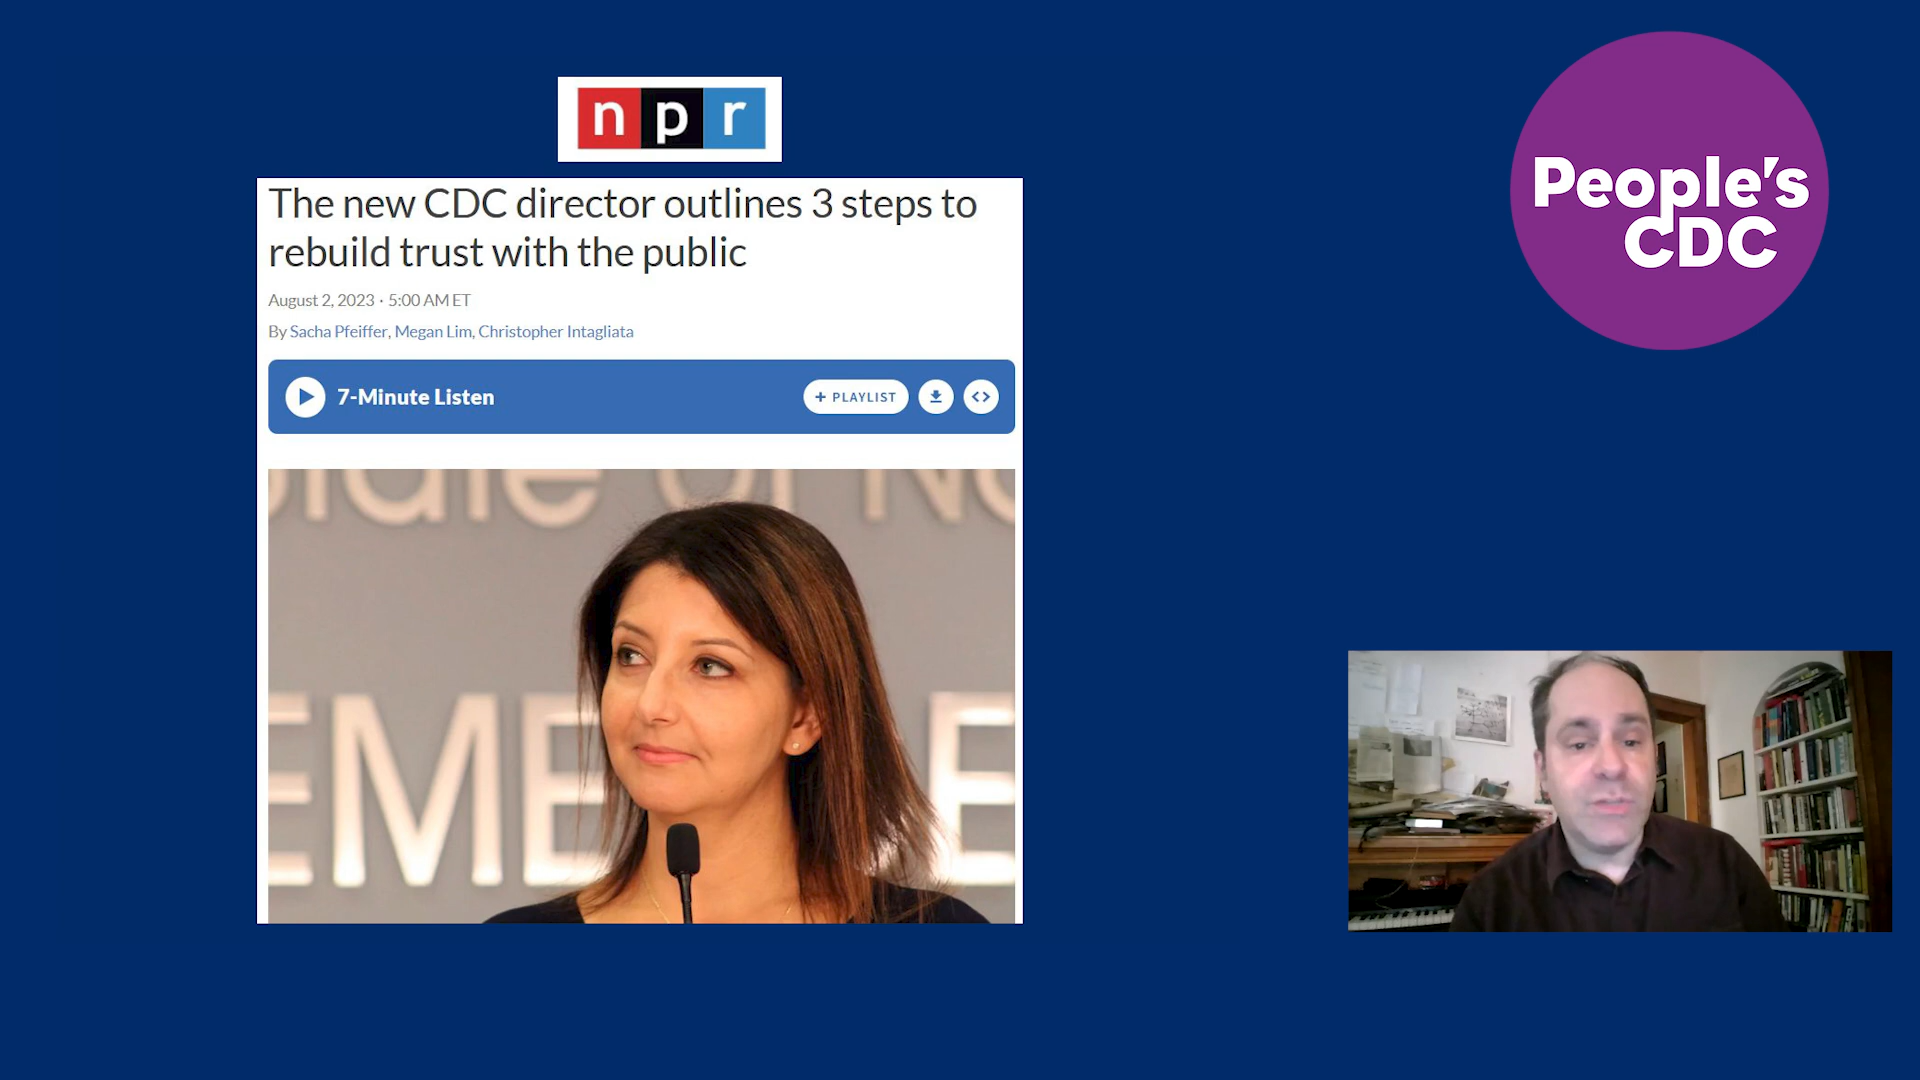 npr
The new CDC director outlines 3 steps to
rebuild trust with the public
August 2, 2023 · 5:00 AM ET
By Sacha Pfeiffer, Megan Lim, Christopher Intagliata
7-Minute Listen
+ PLAYLIST
People's
CDC